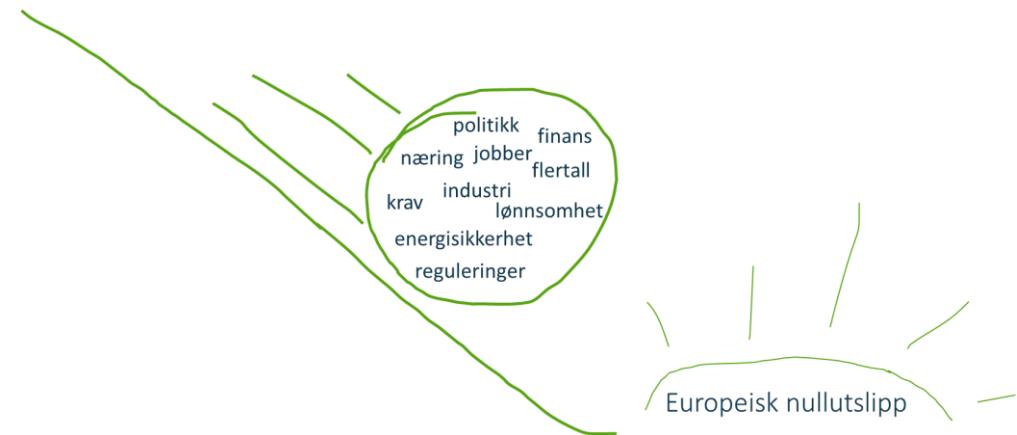 politikk
finans
næring
jobber
flertall
industri
krav
lønnsomhet
energisikkerhet
reguleringer
Europeisk nullutslipp